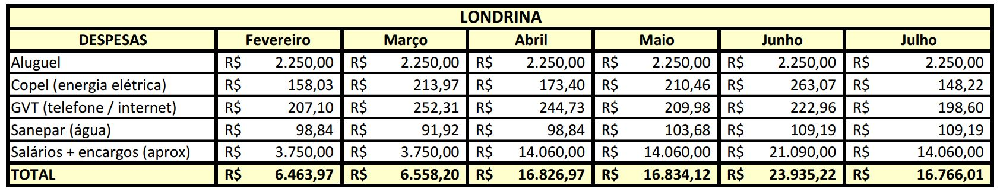 LONDRINA
DESPESAS Fevereiro Março Abril Maio Junho Julho
Aluguel R$ 2.250,00 R$ 2.250,00 R$ 2.250,00 R$ 2.250,00 R$ 2.250,00 R$ 2.250,00
Copel (energia elétrica) R$ 158,03 R$ 213,97 R$ 173,40 R$ 210,46 R$ 263,07 R$ 148,22
GVT (telefone / internet) R$ 207,10 R$ 252,31 R$ 244,73 R$ 209,98 R$ 222,96 R$ 198,60
Sanepar (água) R$ 98,84 R$ 91,92 R$ 98,84 R$ 103,68 R$ 109,19 R$ 109,19
Salários + encargos (aprox) R$ 3.750,00 R$ 3.750,00 R$ 14.060,00 R$ 14.060,00 R$ 21.090,00 R$ 14.060,00
TOTAL R$ 6.463,97 R$ 6.558,20 R$ 16.826,97 R$ 16.834,12 R$ 23.935,22 R$ 16.766,01